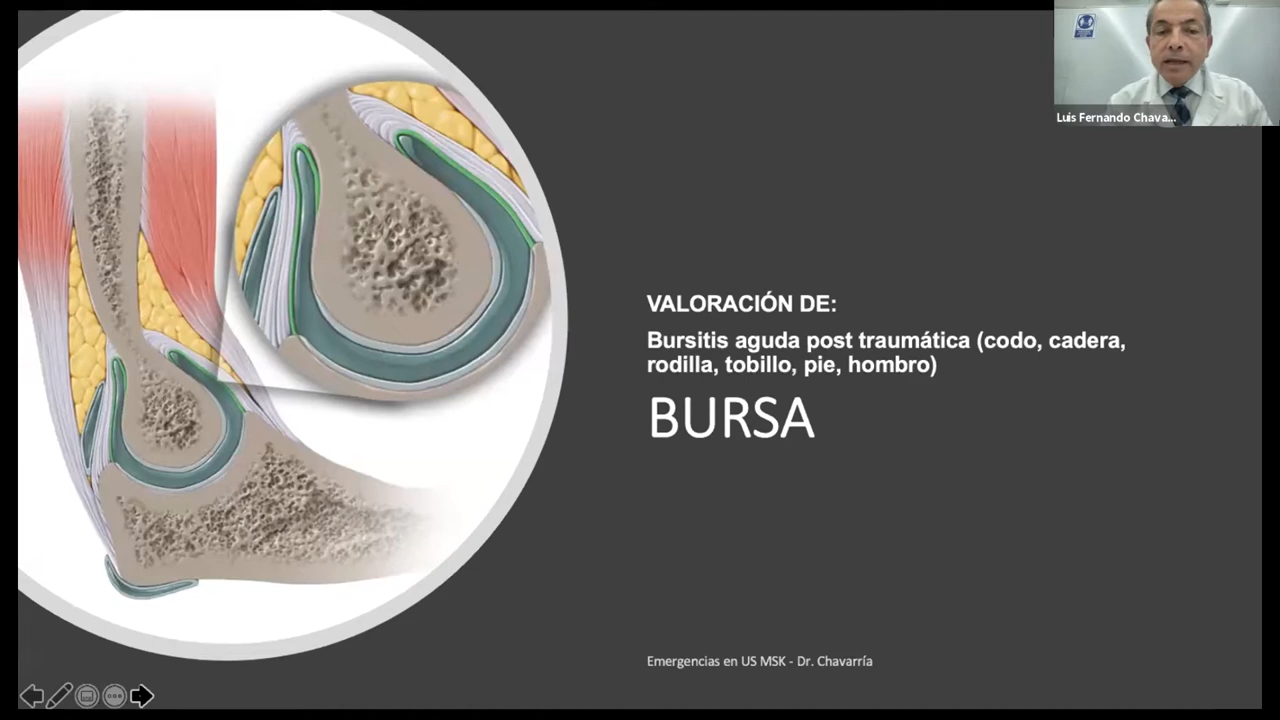 Luis Fernando Chava...
VALORACIÓN DE:
Bursitis aguda post traumática (codo, cadera,
rodilla, tobillo, pie, hombro)
BURSA
Emergencias en US MSK - Dr. Chavarría